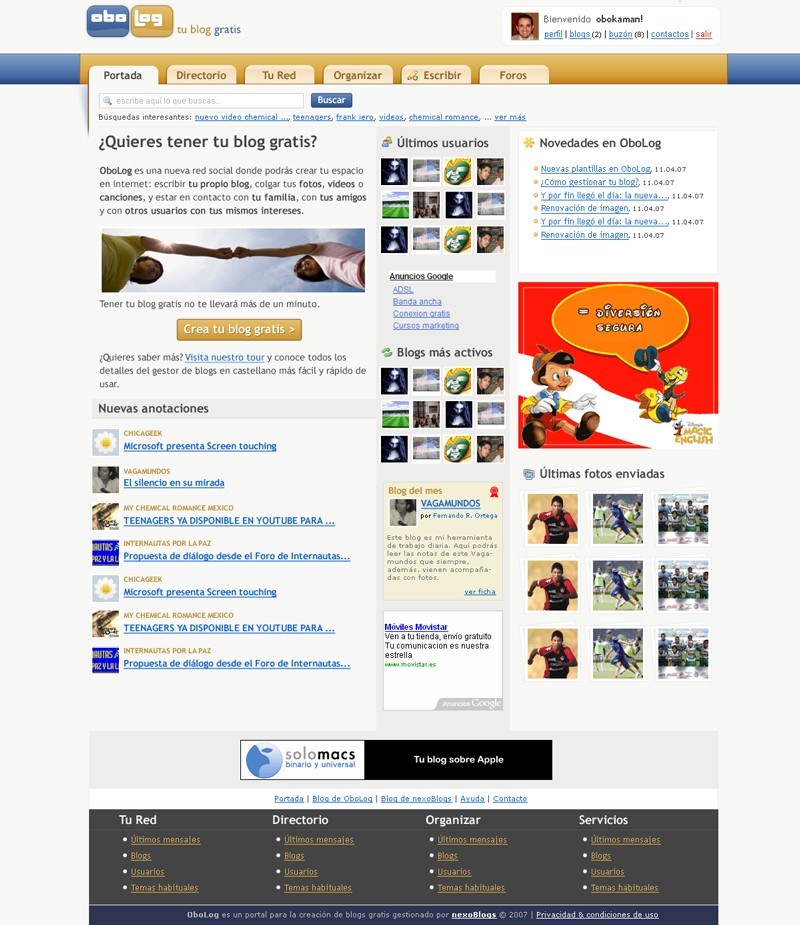 obolog
tu blog gratis
Bienvenido obokaman!
perfil | blogs (2) | buzón (8) | contactos | salir
Portada
Directorio
Tu Red
Organizar
Escribir
Foros
escribe aquí lo que buscas...
Buscar
Búsquedas interesantes: nuevo video chemical ..., teenagers, frank iero, videos, chemical romance, ... ver más
¿Quieres tener tu blog gratis?
OboLog es una nueva red social donde podrás crear tu espacio
en internet: escribir tu propio blog, colgar tus fotos, videos o
canciones, y estar en contacto con tu familia, con tus amigos
y con otros usuarios con tus mismos intereses.
Tener tu blog gratis no te llevará más de un minuto.
Crea tu blog gratis >
¿Quieres saber más? Visita nuestro tour y conoce todos los
detalles del gestor de blogs en castellano más fácil y rápido de
usar.
Nuevas anotaciones
CHICAGEEK
Microsoft presenta Screen touching
VAGAMUNDOS
El silencio en su mirada
MY CHEMICAL ROMANCE MEXICO
TEENAGERS YA DISPONIBLE EN YOUTUBE PARA ...
INTERNAUTAS POR LA PAZ
Propuesta de diálogo desde el Foro de Internautas...
CHICAGEEK
Microsoft presenta Screen touching
MY CHEMICAL ROMANCE MEXICO
TEENAGERS YA DISPONIBLE EN YOUTUBE PARA ...
INTERNAUTAS POR LA PAZ
Propuesta de diálogo desde el Foro de Internautas...
Últimos usuarios
Anuncios Google
ADSL
Banda ancha
Conexion gratis
Cursos marketing
Blogs más activos
Blog del mes
VAGAMUNDOS
por Fernando R. Ortega
Este blog es mi herramienta
de trabajo diaria. Aquí podrás
leer las notas de este Vaga-
mundos que siempre,
además, vienen acompaña-
das con fotos.
ver ficha
Móviles Movistar
Ven a tu tienda, envío gratuito
Tu comunicacion es nuestra
estrella
www.movistar.es
Anuncios Google
Novedades en OboLog
Nuevas plantillas en OboLog, 11.04.07
¿Cómo gestionar tu blog?, 11.04.07
Y por fin llegó el día: la nueva..., 11.04.07
Renovación de imagen, 11.04.07
Y por fin llegó el día: la nueva..., 11.04.07
Renovación de imagen, 11.04.07
= DIVERSIÓN
SEGURA
Disney's
MAGIC
ENGLISH
Últimas fotos enviadas
solomacs
binario y universal
Tu blog sobre Apple
Portada | Blog de OboLog | Blog de nexoBlogs | Ayuda | Contacto
Tu Red
Últimos mensajes
Blogs
Usuarios
Temas habituales
Directorio
Últimos mensajes
Blogs
Usuarios
Temas habituales
Organizar
Últimos mensajes
Blogs
Usuarios
Temas habituales
Servicios
Últimos mensajes
Blogs
Usuarios
Temas habituales
OboLog es un portal para la creación de blogs gratis gestionado por nexoBlogs © 2007 | Privacidad & condiciones de uso